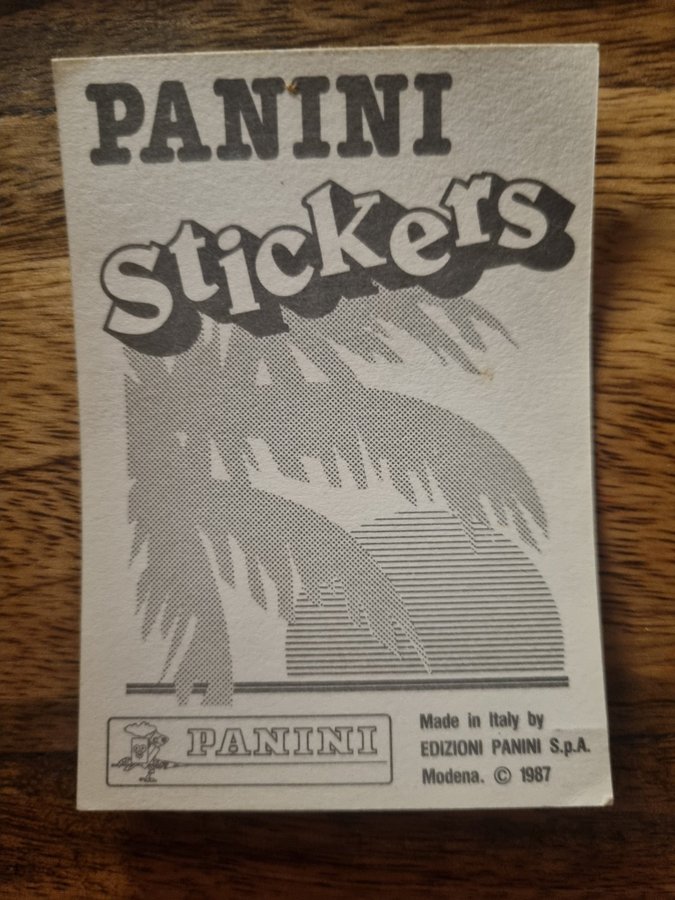 PANINI
Stickers
PANINI
Made in Italy by
EDIZIONI PANINI S.p.A.
Modena. © 1987